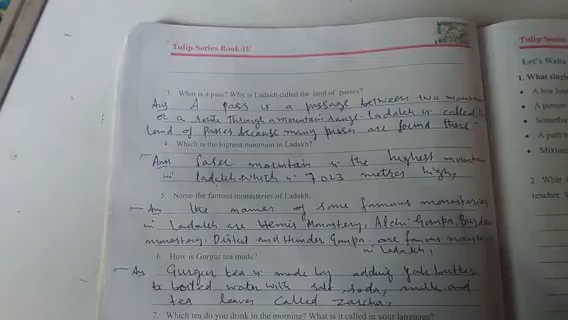 Tulip Series Book-IV
Tulip Series
Let's Write
3. What is a pass? Why is Ladakh called the land of passes?
1. What single
Ans A pass is a passage between two mountains
A low
or a route through a mountain range. Ladakh is called the
A person
land of passes because many passes are found there
Somet
4. Which is the highest mountain in Ladakh?
A path
Ans Saser mountain is the highest mountain
Mixture
in ladakh which is 7023 metres high,
2. What
5. Name the famous monasteries of Ladakh.
teacher. W
An the names of some famous monasteries
in Ladakh are Hemis Monastery, Alchi Gompa,
monastery. Diskit and Hunder Gompa. are famous
in ladakh,
6. How is Gurgur tea made?
An Gurgur tea is made by adding yak butter
to boiled water with salt, soda, milk and
tea leaves called zarcha,
7. Which tea do you drink in the morning? What is it called in your language?